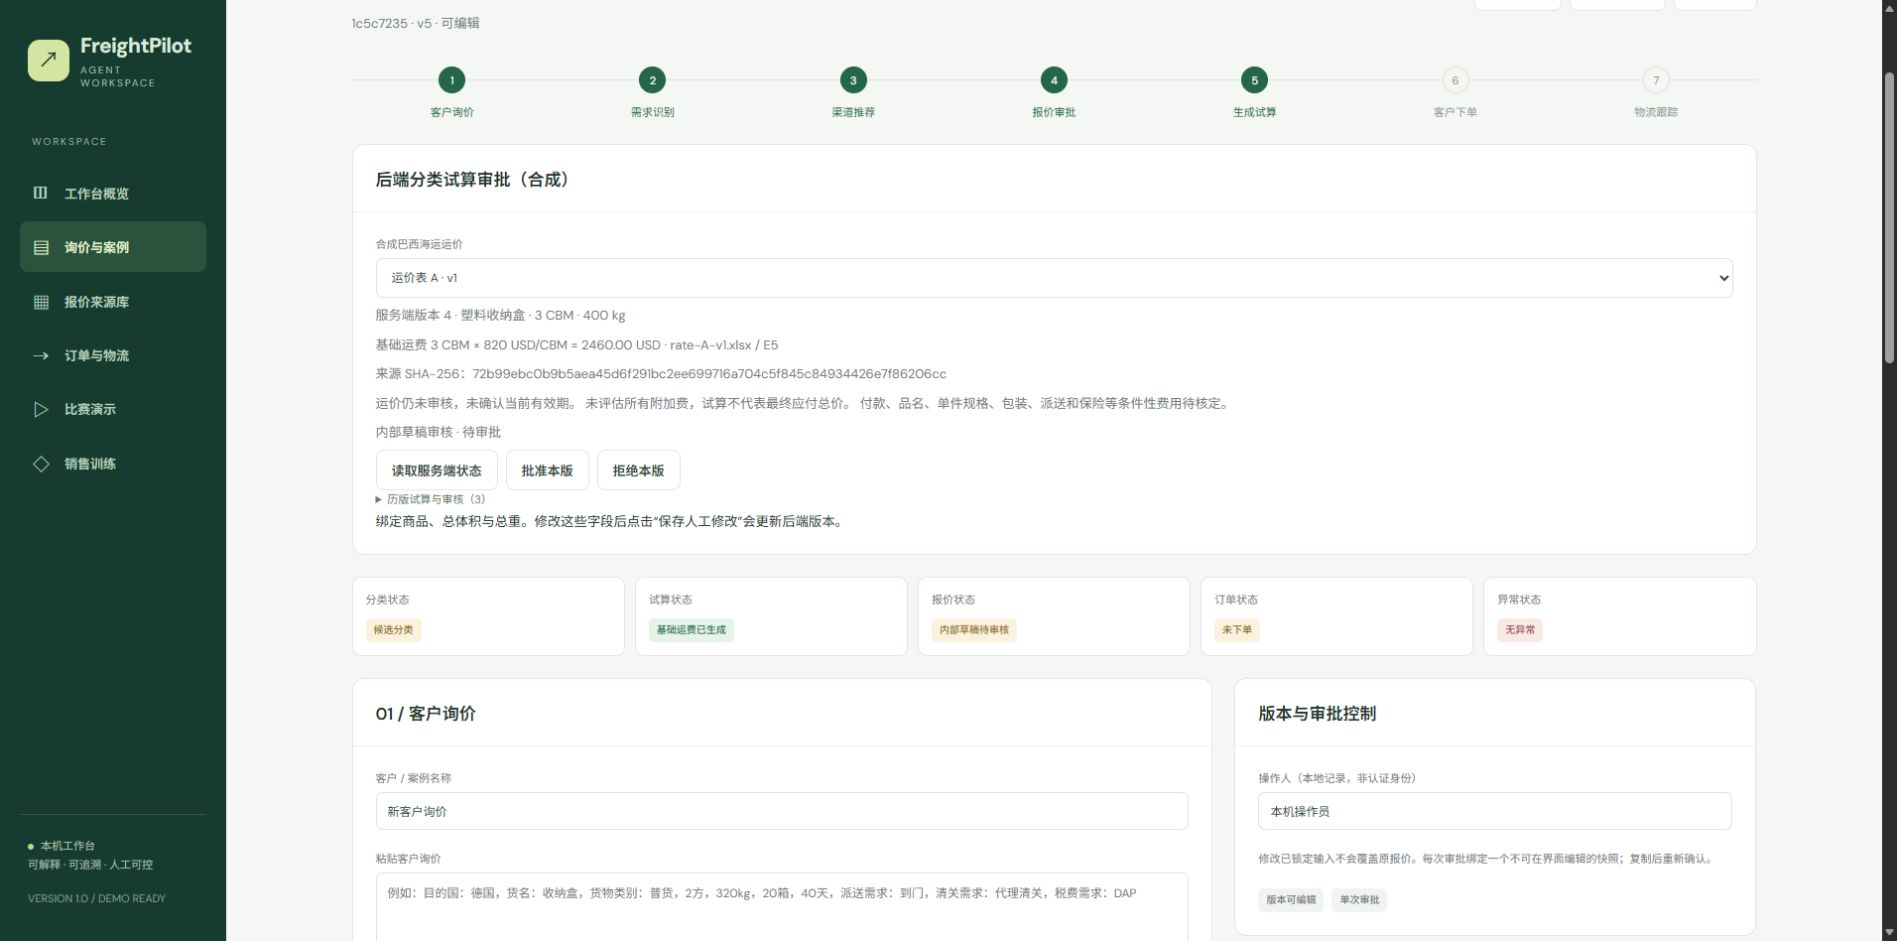 FreightPilot
AGENT
WORKSPACE
WORKSPACE
工作台概览
询价与案例
报价来源库
订单与物流
比赛演示
销售训练
本机工作台
可解释 · 可追溯 · 人工可控
VERSION 1.0 / DEMO READY
1c5c7235 · v5 · 可编辑
1 2 3 4 5 6 7
客户询价 需求识别 渠道推荐 报价审批 生成试算 客户下单 物流跟踪
后端分类试算审批（合成）
合成巴西海运运价
运价表 A · v1
服务端版本 4 · 塑料收纳盒 · 3 CBM · 400 kg
基础运费 3 CBM × 820 USD/CBM = 2460.00 USD · rate-A-v1.xlsx / E5
来源 SHA-256：72b99ebc0b9b5aea45d6f291bc2ee699716a704c5f845c84934426e7f86206cc
运价仍未审核，未确认当前有效期。 未评估所有附加费，试算不代表最终应付总价。 付款、品名、单件规格、包装、派送和保险等条件性费用待核定。
内部草稿审核 · 待审批
读取服务端状态 批准本版 拒绝本版
历版试算与审核（3）
绑定商品、总体积与总重。修改这些字段后点击“保存人工修改”会更新后端版本。
分类状态 试算状态 报价状态 订单状态 异常状态
候选分类 基础运费已生成 内部草稿待审核 未下单 无异常
01 / 客户询价
客户 / 案例名称
新客户询价
粘贴客户询价
例如：目的国：德国，货名：收纳盒，货物类别：普货，2方，320kg，20箱，40天，派送需求：到门，清关需求：代理清关，税费需求：DAP
版本与审批控制
操作人（本地记录，非认证身份）
本机操作员
修改已锁定输入不会覆盖原报价。每次审批绑定一个不可在界面编辑的快照；复制后重新确认。
版本可编辑 单次审批